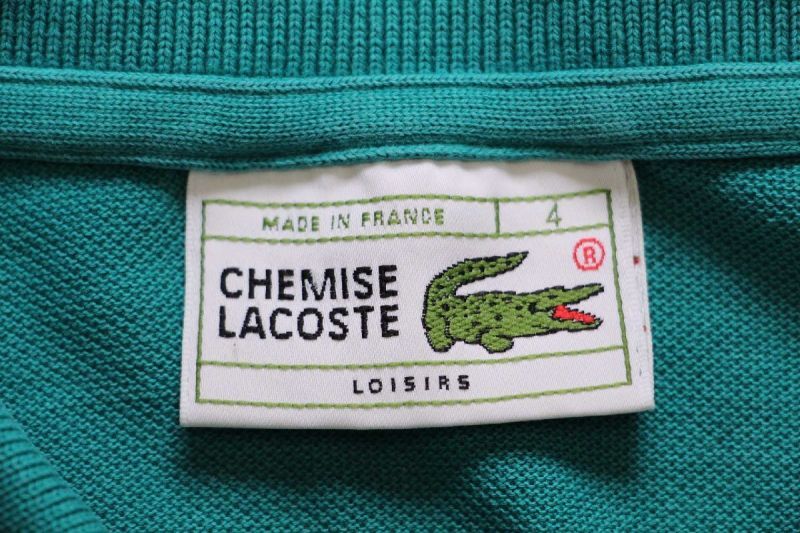 MADE IN FRANCE 4
®
CHEMISE
LACOSTE
LOISIRS